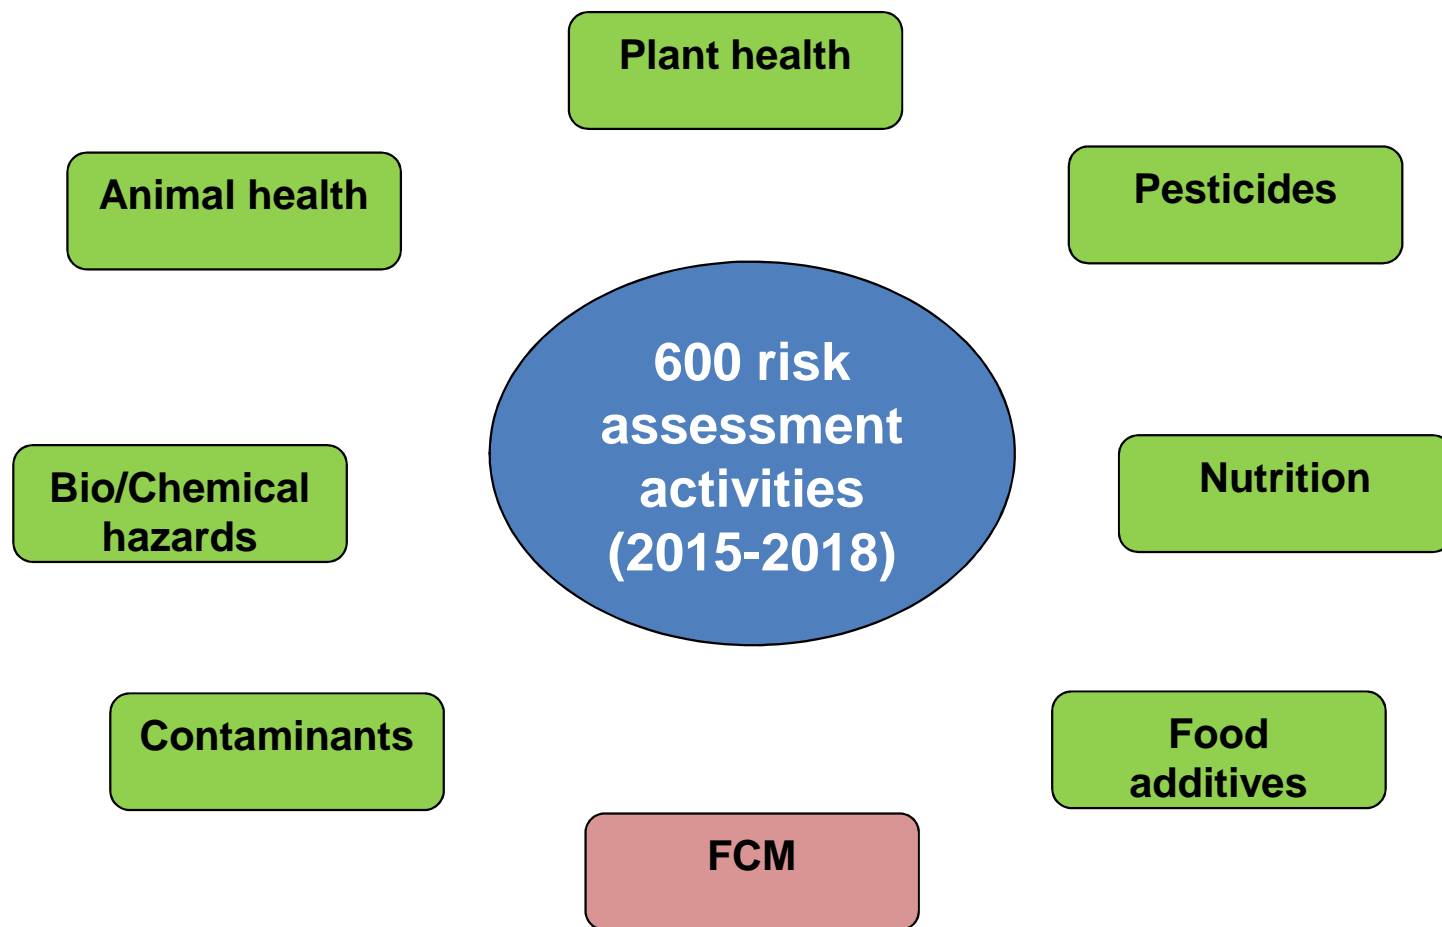 Plant health
Animal health
Pesticides
600 risk
assessment
activities
(2015-2018)
Bio/Chemical
hazards
Nutrition
Contaminants
Food
additives
FCM